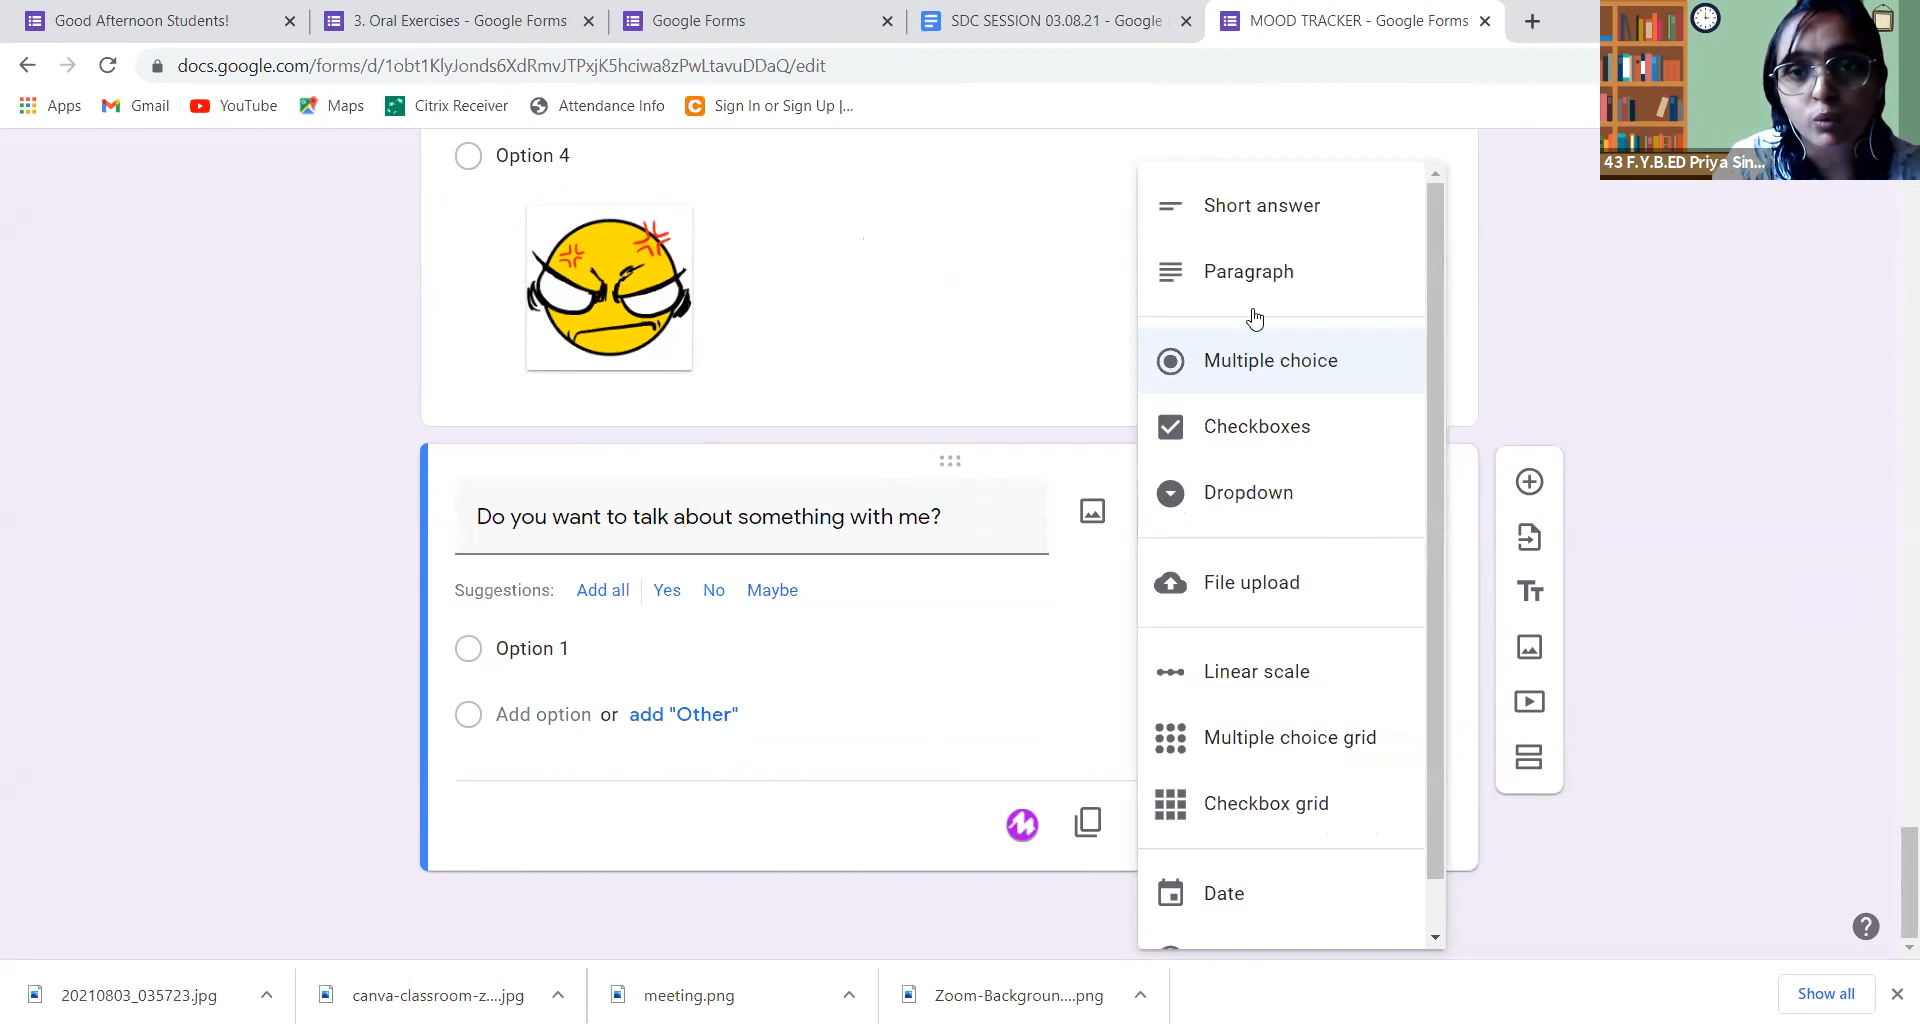 Good Afternoon Students!
3. Oral Exercises - Google Forms
Google Forms
SDC SESSION 03.08.21 - Google
MOOD TRACKER - Google Forms
docs.google.com/forms/d/1obt1KlyJonds6XdRmvJTPxjK5hciwa8zPwLtavuDDaQ/edit
Apps
Gmail
YouTube
Maps
Citrix Receiver
Attendance Info
Sign In or Sign Up |...
43 F.Y.B.ED Priya Sin...
Option 4
Short answer
Paragraph
Multiple choice
Checkboxes
Dropdown
File upload
Linear scale
Multiple choice grid
Checkbox grid
Date
Do you want to talk about something with me?
Suggestions: Add all Yes No Maybe
Option 1
Add option or add "Other"
20210803_035723.jpg
canva-classroom-z....jpg
meeting.png
Zoom-Backgroun....png
Show all